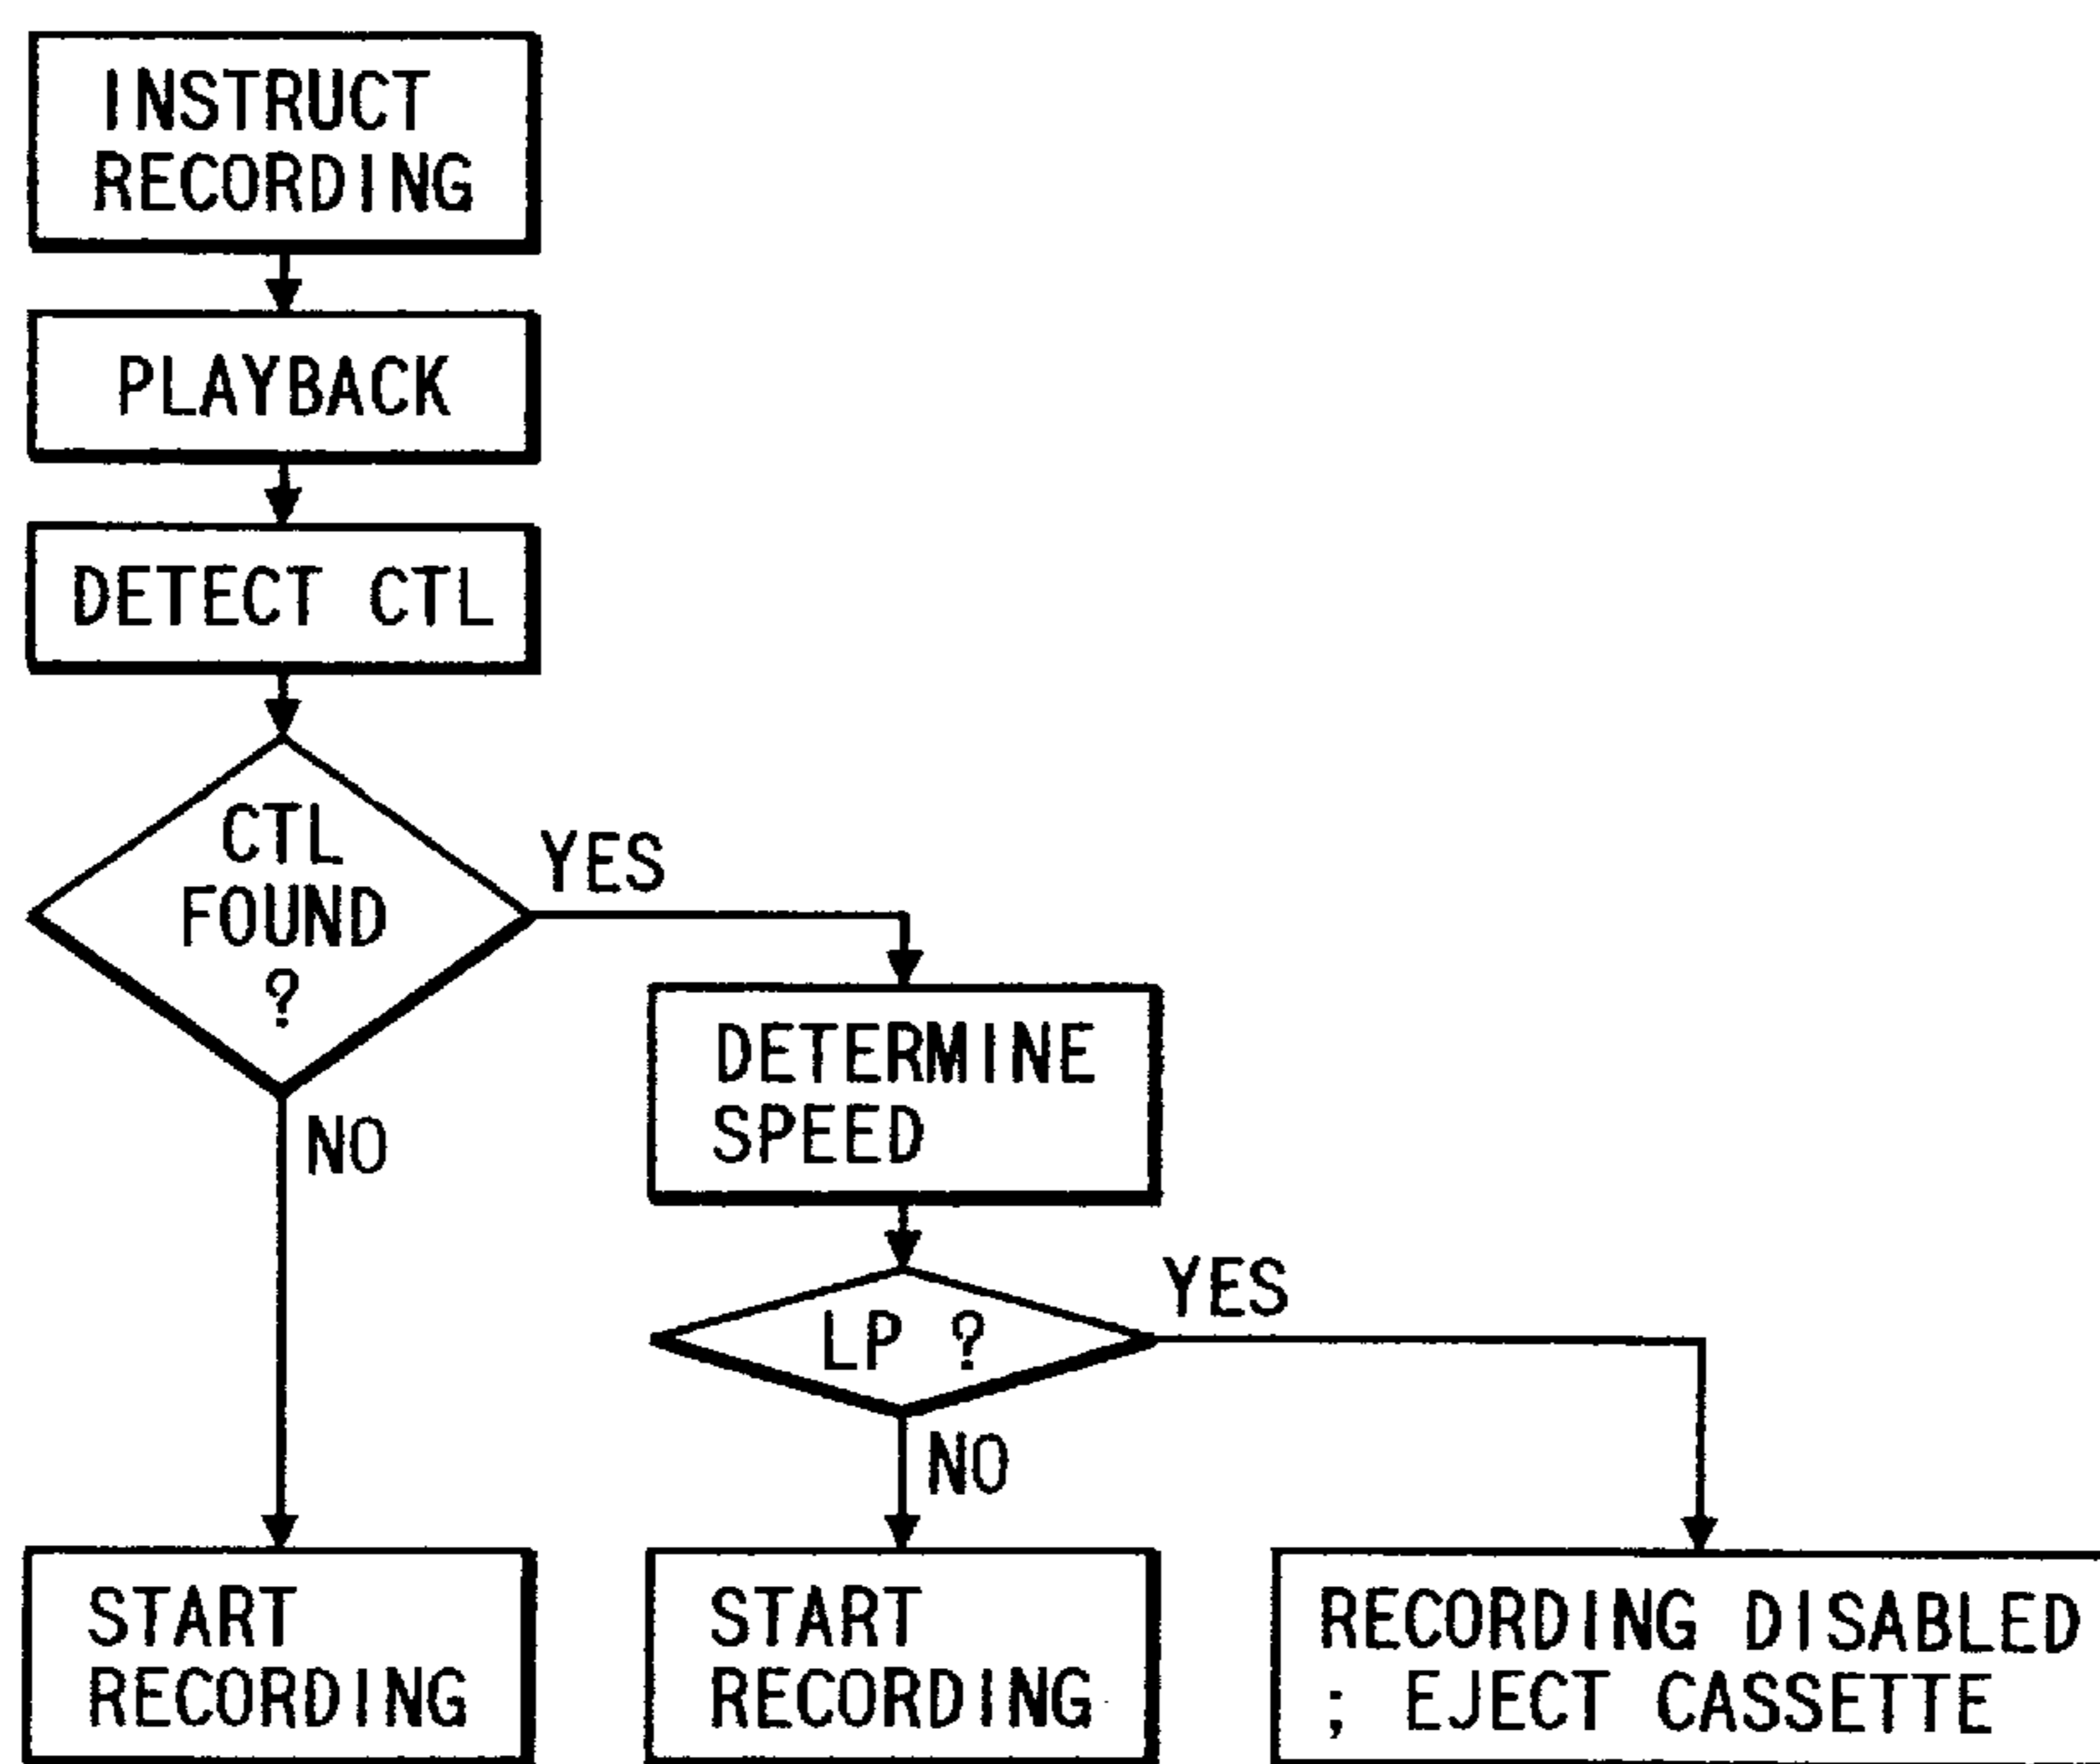 INSTRUCT
RECORDING
PLAYBACK
DETECT CTL
CTL
FOUND
?
YES
NO
DETERMINE
SPEED
LP ?
YES
NO
START
RECORDING
START
RECORDING
RECORDING DISABLED
; EJECT CASSETTE